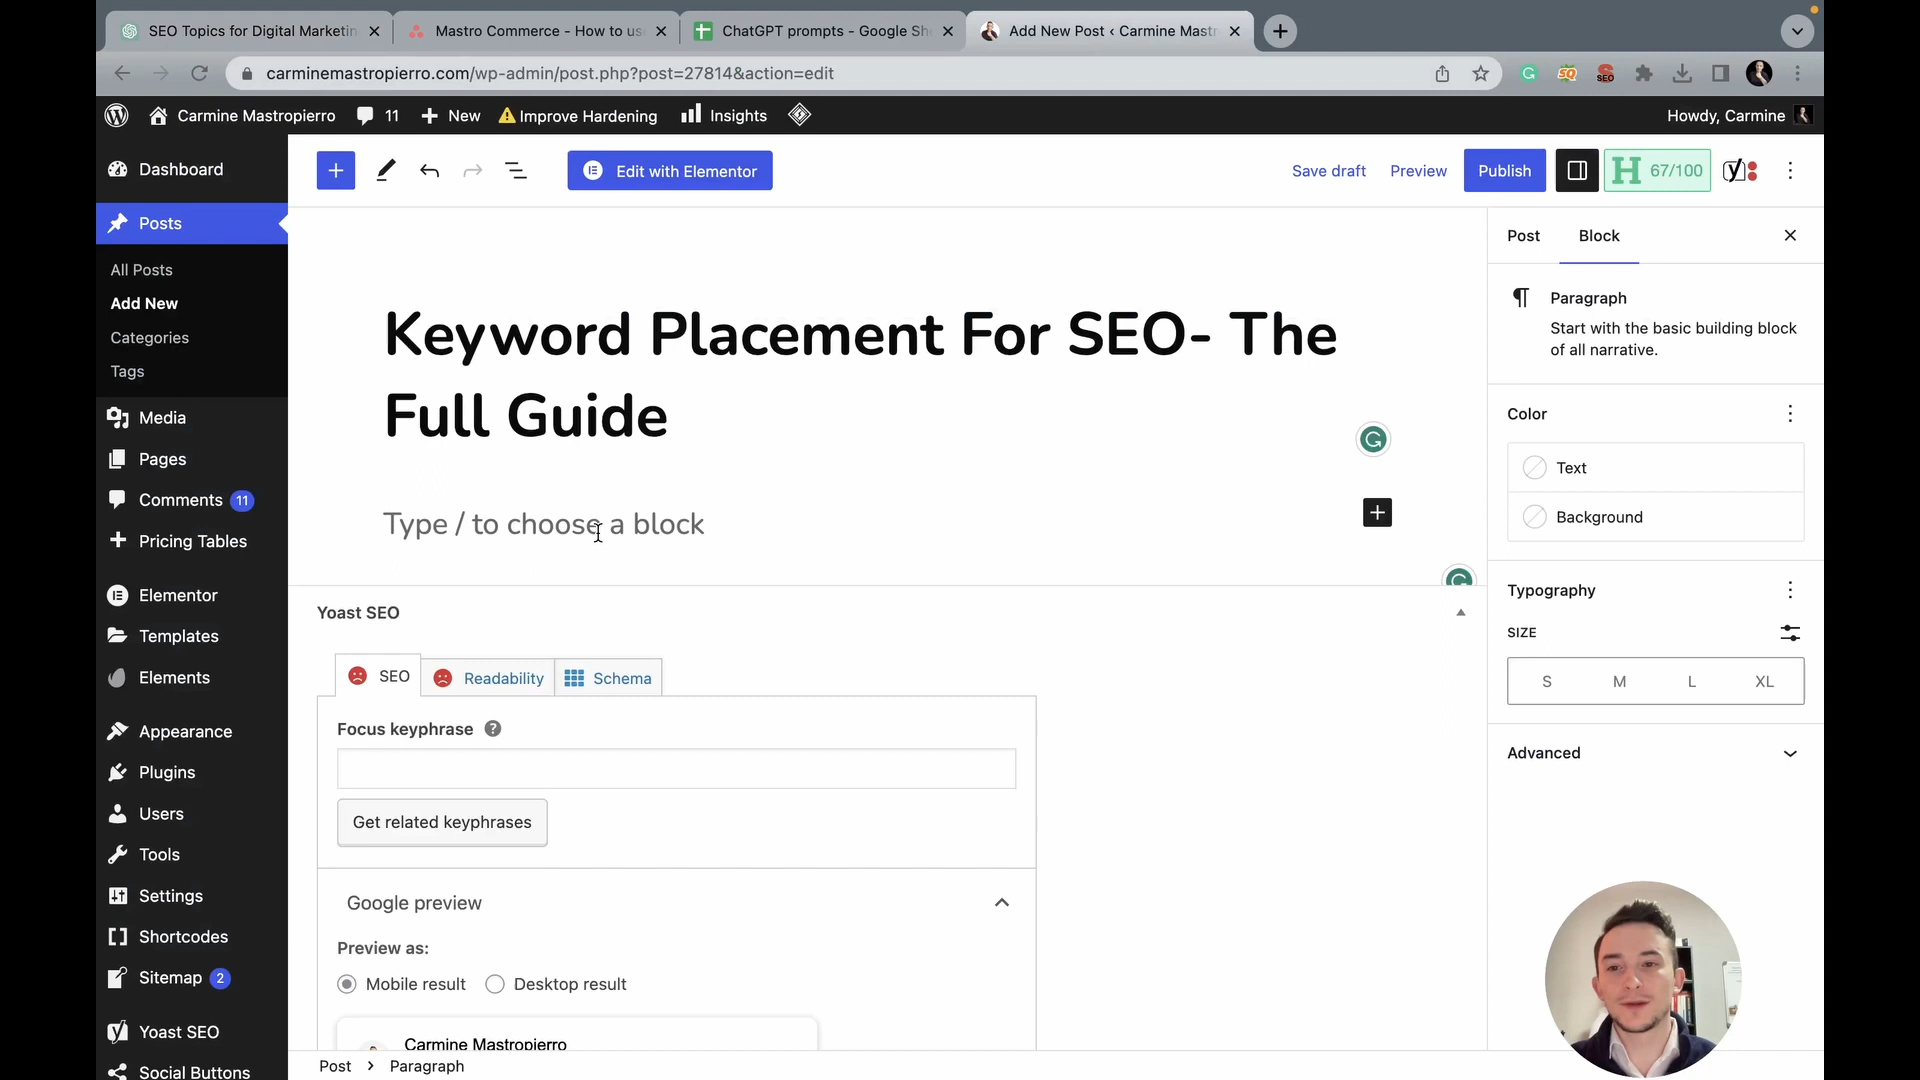 SEO Topics for Digital Marketin
Mastro Commerce - How to us
ChatGPT prompts - Google Sh
Add New Post ‹ Carmine Mastr
carminemastropierro.com/wp-admin/post.php?post=27814&action=edit
SQ
SEO
Carmine Mastropierro
11
New
Improve Hardening
Insights
Howdy, Carmine
Dashboard
Posts
All Posts
Add New
Categories
Tags
Media
Pages
Comments 11
Pricing Tables
Elementor
Templates
Elements
Appearance
Plugins
Users
Tools
Settings
Shortcodes
Sitemap 2
Yoast SEO
Social Buttons
Edit with Elementor
Save draft
Preview
Publish
H 67/100
Keyword Placement For SEO- The
Full Guide
Type / to choose a block
Yoast SEO
SEO
Readability
Schema
Focus keyphrase ?
Get related keyphrases
Google preview
Preview as:
Mobile result
Desktop result
Carmine Mastropierro
Post
Paragraph
Post
Block
Paragraph
Start with the basic building block
of all narrative.
Color
Text
Background
Typography
SIZE
S
M
L
XL
Advanced